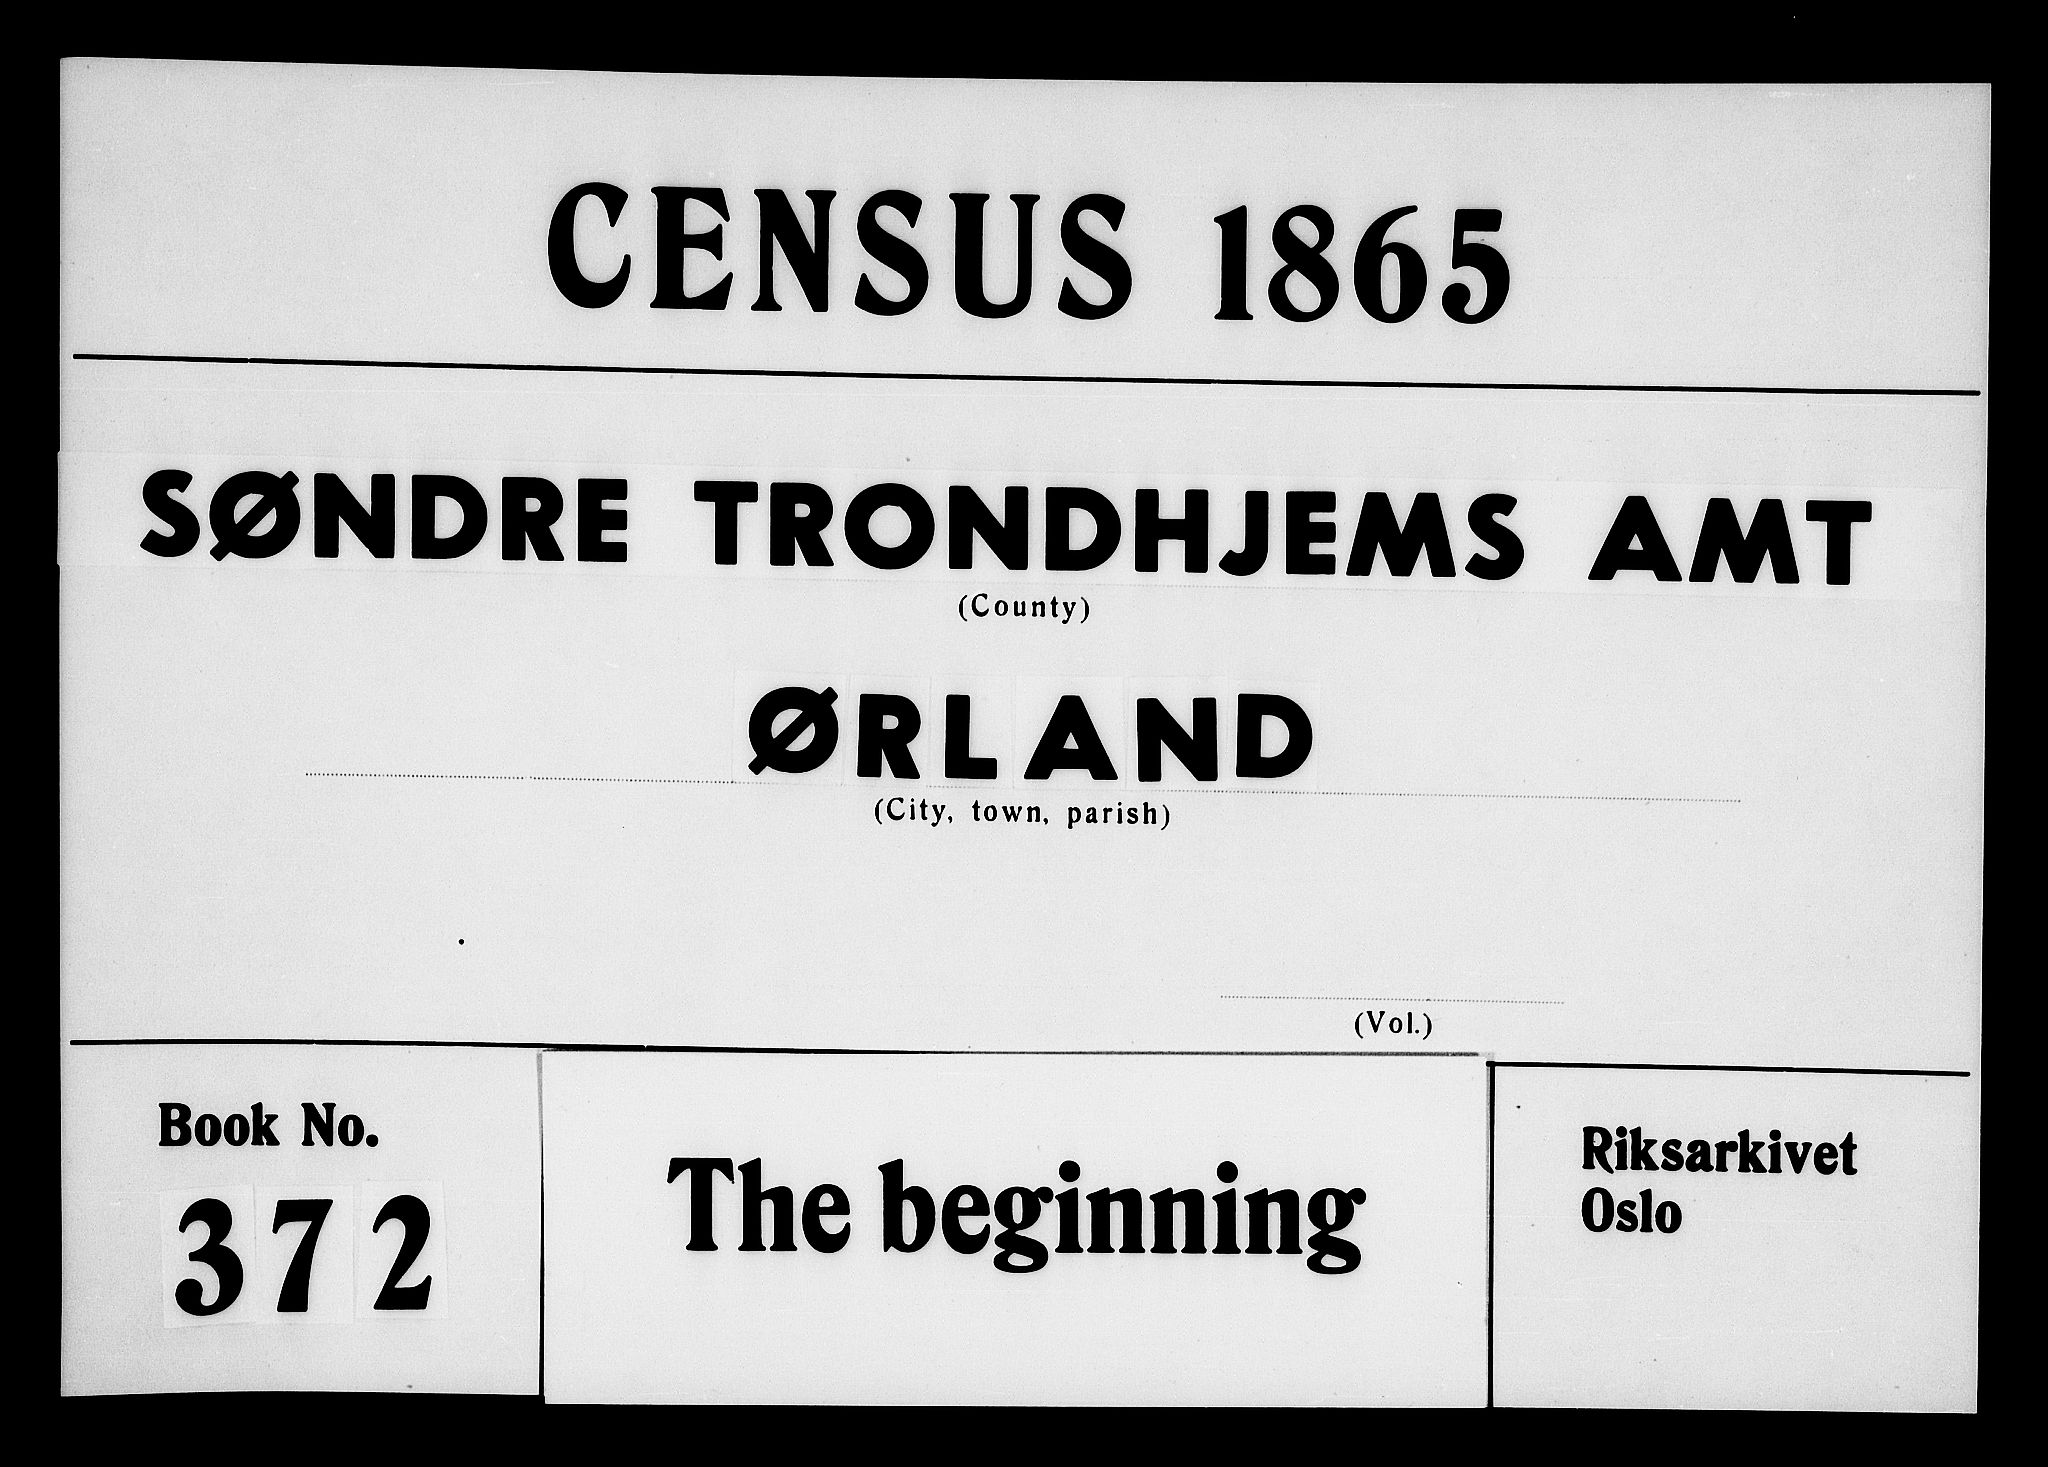 CENSUS 1865
SØNDRE TRONDHJEMS AMT
(County)
ØRLAND
(City, town, parish)
(Vol.)
Book No.
372
The beginning
Riksarkivet
Oslo